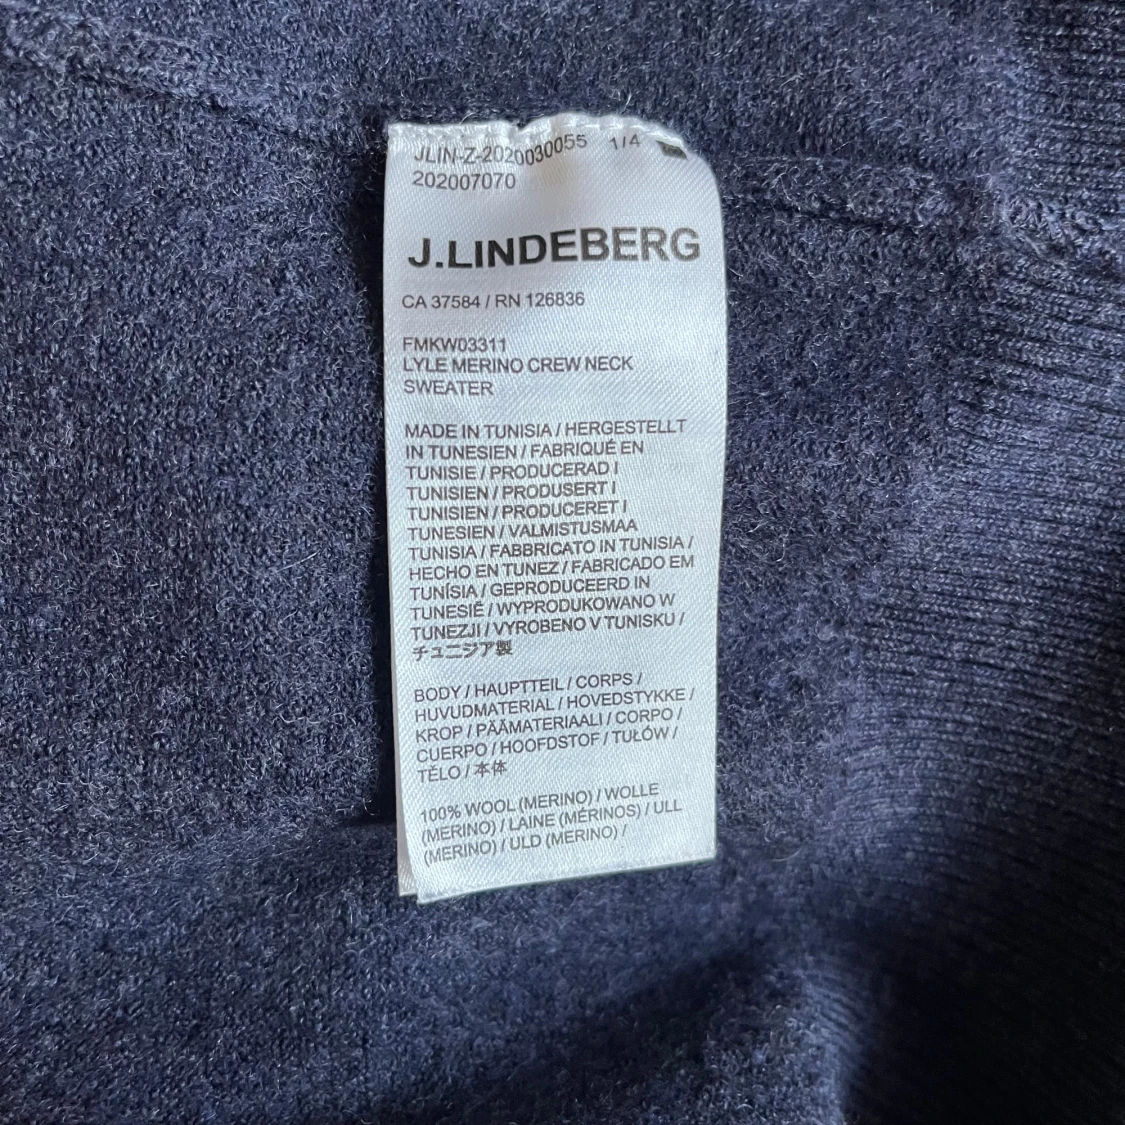 JLIN-Z-2020030055 1/4
202007070
J.LINDEBERG
CA 37584 / RN 126836
FMKW03311
LYLE MERINO CREW NECK
SWEATER
MADE IN TUNISIA / HERGESTELLT
IN TUNESIEN / FABRIQUÉ EN
TUNISIE / PRODUCERAD I
TUNISIEN / PRODUSERT I
TUNISIEN / PRODUCERET I
TUNESIEN / VALMISTUSMAA
TUNISIA / FABBRICATO IN TUNISIA /
HECHO EN TUNEZ / FABRICADO EM
TUNÍSIA / GEPRODUCEERD IN
TUNESIË / WYPRODUKOWANO W
TUNEZJI / VYROBENO V TUNISKU /
チュニジア製
BODY / HAUPTTEIL / CORPS /
HUVUDMATERIAL / HOVEDSTYKKE /
KROP / PÄÄMATERIAALI / CORPO /
CUERPO / HOOFDSTOF / TUŁÓW /
TĚLO / 本体
100% WOOL (MERINO) / WOLLE
(MERINO) / LAINE (MÉRINOS) / ULL
(MERINO) / ULD (MERINO) /